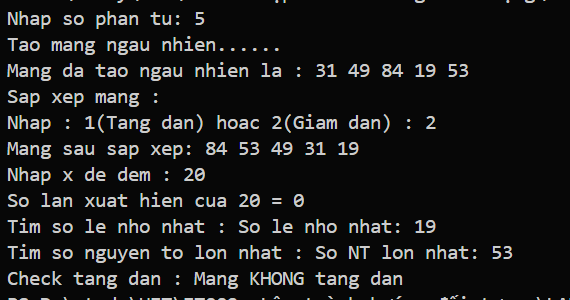 Nhap so phan tu: 5
Tao mang ngau nhien......
Mang da tao ngau nhien la : 31 49 84 19 53
Sap xep mang :
Nhap : 1(Tang dan) hoac 2(Giam dan) : 2
Mang sau sap xep: 84 53 49 31 19
Nhap x de dem : 20
So lan xuat hien cua 20 = 0
Tim so le nho nhat : So le nho nhat: 19
Tim so nguyen to lon nhat : So NT lon nhat: 53
Check tang dan : Mang KHONG tang dan